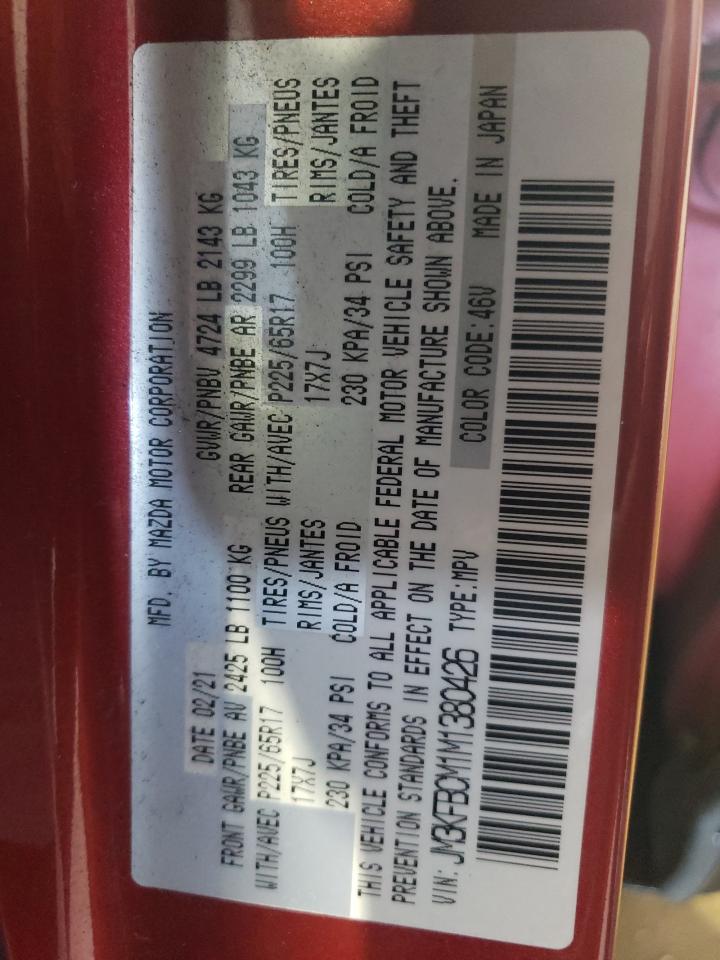 MFD. BY MAZDA MOTOR CORPORATION
DATE 02/21 GVWR/PNBV 4724 LB 2143 KG
FRONT GAWR/PNBE AV 2425 LB 1100 KG REAR GAWR/PNBE AR 2299 LB 1043 KG
WITH/AVEC P225/65R17 100H TIRES/PNEUS WITH/AVEC P225/65R17 100H TIRES/PNEUS
17X7J RIMS/JANTES 17X7J RIMS/JANTES
230 KPA/34 PSI COLD/A FROID 230 KPA/34 PSI COLD/A FROID
THIS VEHICLE CONFORMS TO ALL APPLICABLE FEDERAL MOTOR VEHICLE SAFETY AND THEFT
PREVENTION STANDARDS IN EFFECT ON THE DATE OF MANUFACTURE SHOWN ABOVE.
VIN: JM3KFBCM1M1380426 TYPE:MPV COLOR CODE:46V MADE IN JAPAN